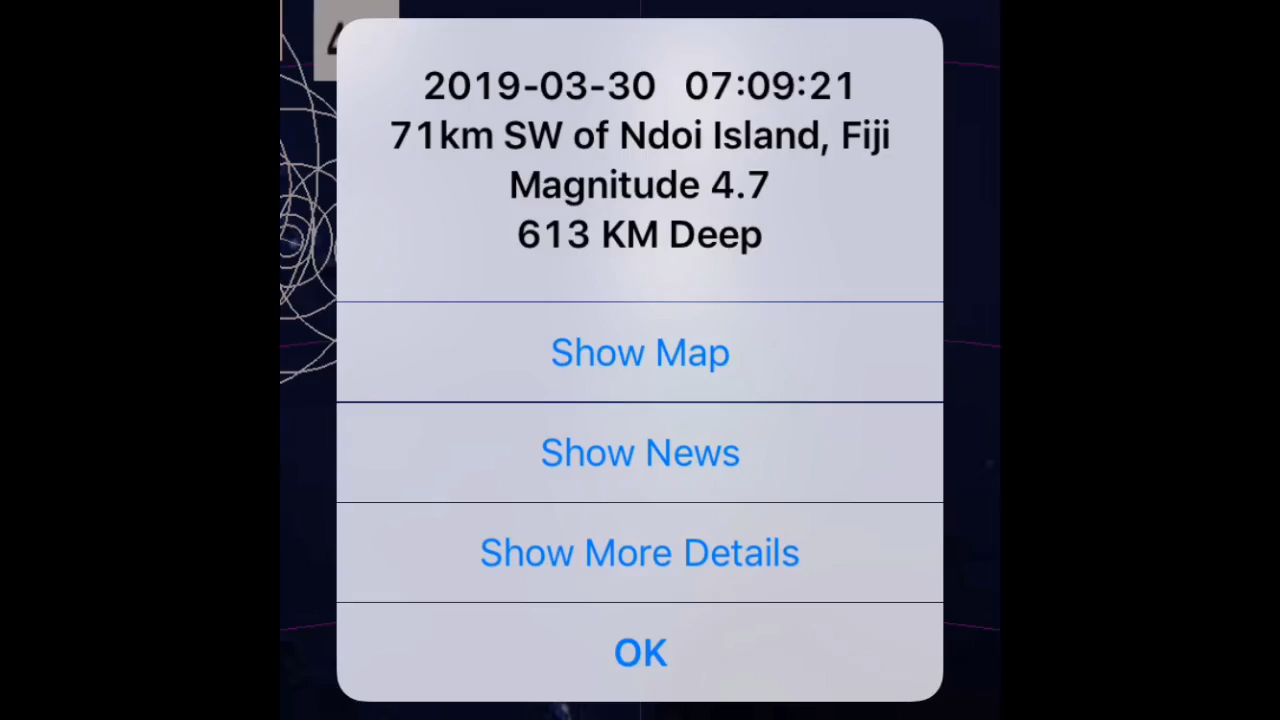 2019-03-30 07:09:21
71km SW of Ndoi Island, Fiji
Magnitude 4.7
613 KM Deep
Show Map
Show News
Show More Details
OK